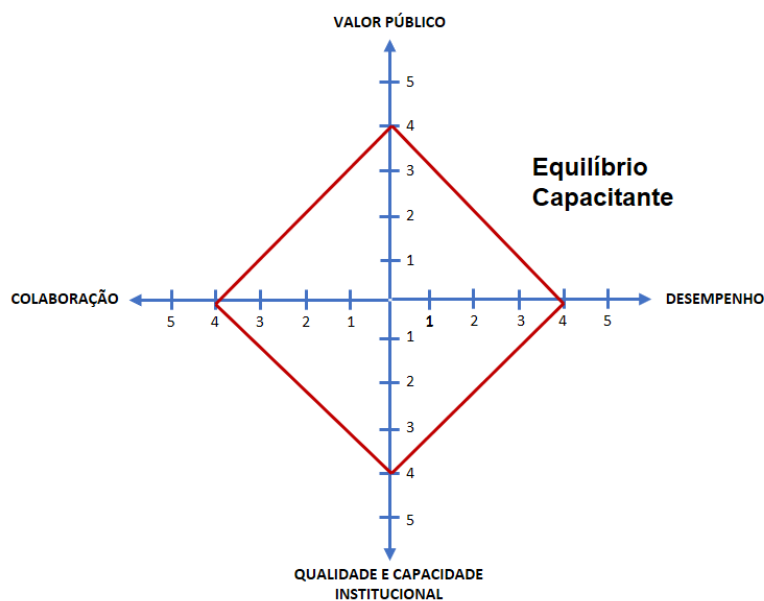 VALOR PÚBLICO
5
4
3
2
1
Equilíbrio
Capacitante
COLABORAÇÃO
DESEMPENHO
5 4 3 2 1 1 2 3 4 5
1
2
3
4
5
QUALIDADE E CAPACIDADE
INSTITUCIONAL